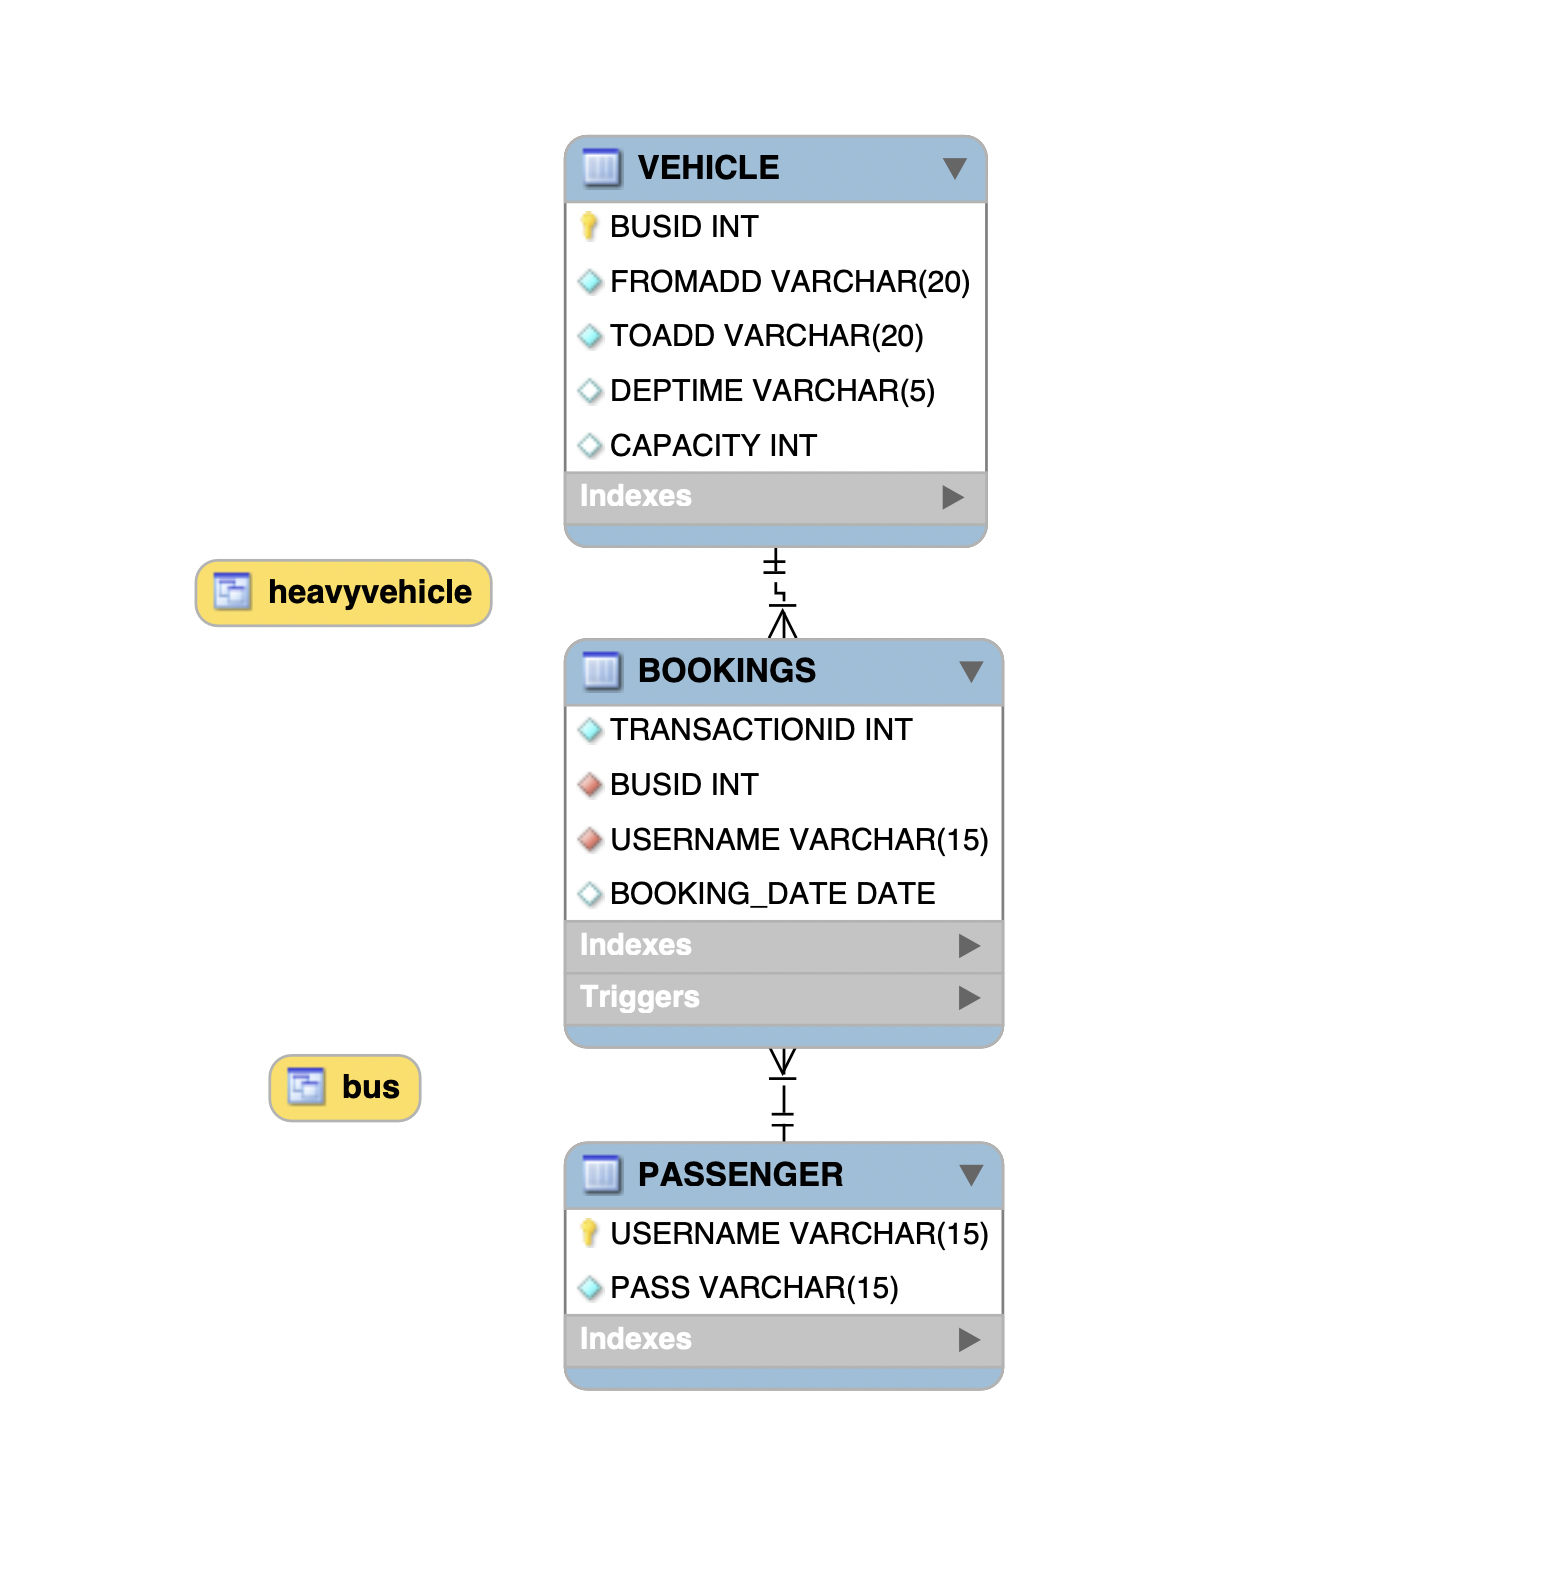 VEHICLE
BUSID INT
FROMADD VARCHAR(20)
TOADD VARCHAR(20)
DEPTIME VARCHAR(5)
CAPACITY INT
Indexes
heavyvehicle
BOOKINGS
TRANSACTIONID INT
BUSID INT
USERNAME VARCHAR(15)
BOOKING_DATE DATE
Indexes
Triggers
bus
PASSENGER
USERNAME VARCHAR(15)
PASS VARCHAR(15)
Indexes